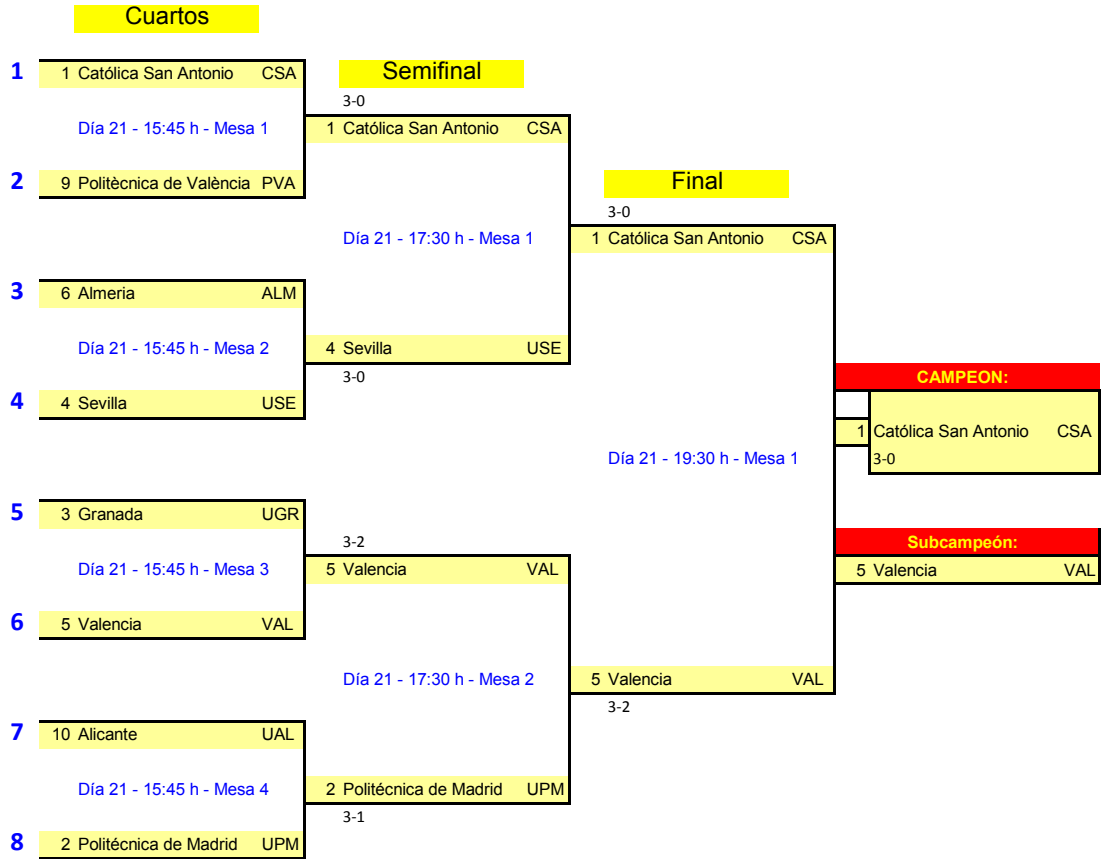 Cuartos
1 1 Católica San Antonio CSA
Semifinal
3-0
Día 21 - 15:45 h - Mesa 1
1 Católica San Antonio CSA
2 9 Politècnica de València PVA
Final
3-0
Día 21 - 17:30 h - Mesa 1
1 Católica San Antonio CSA
3 6 Almeria ALM
Día 21 - 15:45 h - Mesa 2
4 Sevilla USE
3-0
CAMPEON:
4 4 Sevilla USE
1 Católica San Antonio CSA
Día 21 - 19:30 h - Mesa 1
3-0
5 3 Granada UGR
3-2
Subcampeón:
Día 21 - 15:45 h - Mesa 3
5 Valencia VAL
5 Valencia VAL
6 5 Valencia VAL
Día 21 - 17:30 h - Mesa 2
5 Valencia VAL
3-2
7 10 Alicante UAL
Día 21 - 15:45 h - Mesa 4
2 Politécnica de Madrid UPM
3-1
8 2 Politécnica de Madrid UPM